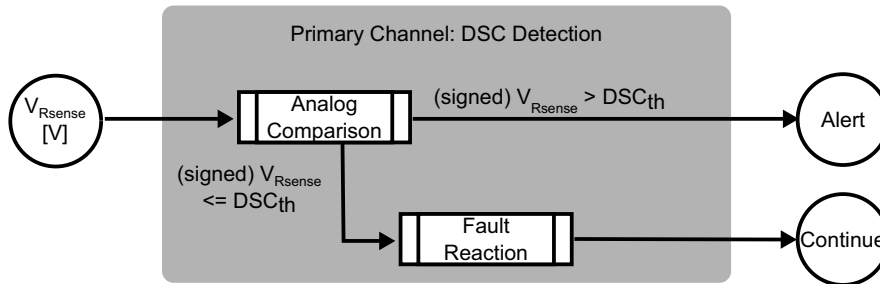 Primary Channel: DSC Detection
VRsense
[V]
Analog
Comparison
(signed) VRsense > DSCth
Alert
(signed) VRsense
<= DSCth
Fault
Reaction
Continue